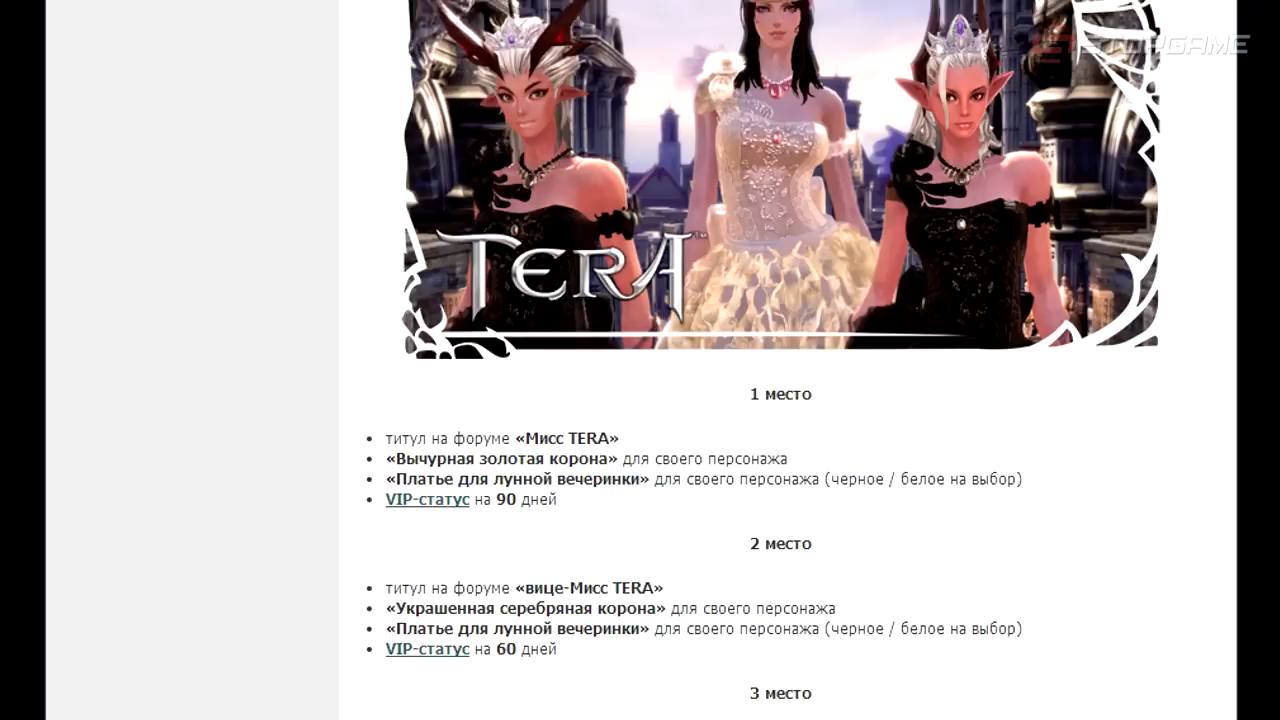 STOPGAME
TERA™
1 место
титул на форуме «Мисс TERA»
«Вычурная золотая корона» для своего персонажа
«Платье для лунной вечеринки» для своего персонажа (черное / белое на выбор)
VIP-статус на 90 дней
2 место
титул на форуме «вице-Мисс TERA»
«Украшенная серебряная корона» для своего персонажа
«Платье для лунной вечеринки» для своего персонажа (черное / белое на выбор)
VIP-статус на 60 дней
3 место